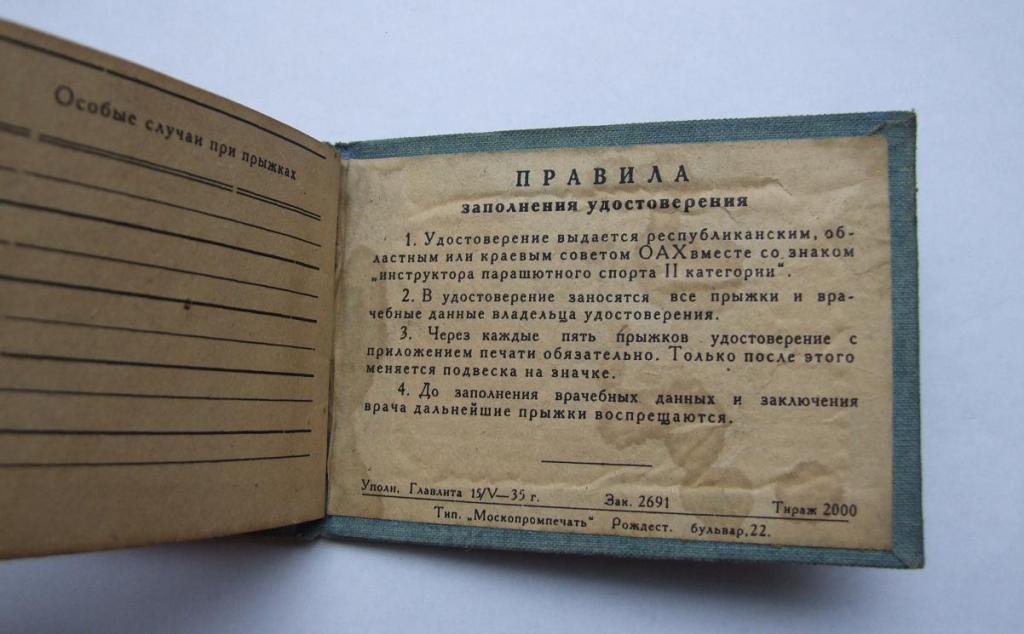 Особые случаи при прыжках
ПРАВИЛА
заполнения удостоверения
1. Удостоверение выдается республиканским, об-
ластным или краевым советом ОАХ вместе со знаком
„инструктора парашютного спорта II категории“.
2. В удостоверение заносятся все прыжки и вра-
чебные данные владельца удостоверения.
3. Через каждые пять прыжков удостоверение с
приложением печати обязательно. Только после этого
меняется подвеска на значке.
4. До заполнения врачебных данных и заключения
врача дальнейшие прыжки воспрещаются.
Уполн. Главлита 15/V—35 г. Зак. 2691 Тираж 2000
Тип. „Москопромпечать“ Рождест. бульвар, 22.